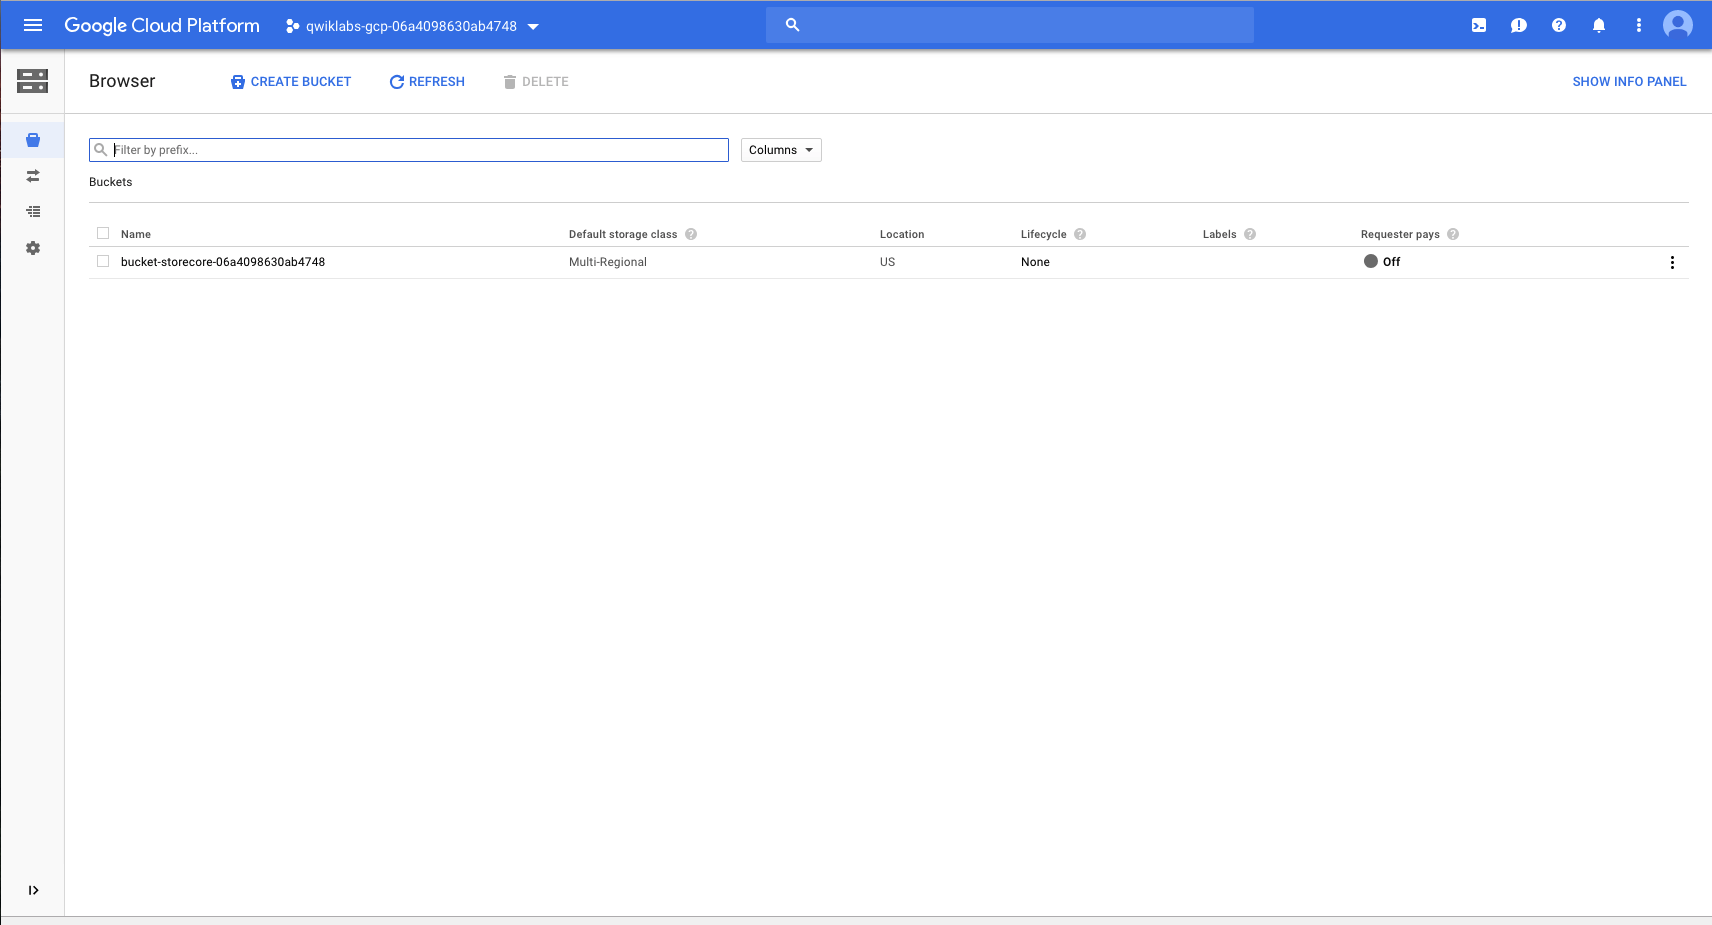 Google Cloud Platform qwiklabs-gcp-06a4098630ab4748
Browser CREATE BUCKET REFRESH DELETE SHOW INFO PANEL
Filter by prefix... Columns
Buckets
Name Default storage class Location Lifecycle Labels Requester pays
bucket-storecore-06a4098630ab4748 Multi-Regional US None Off